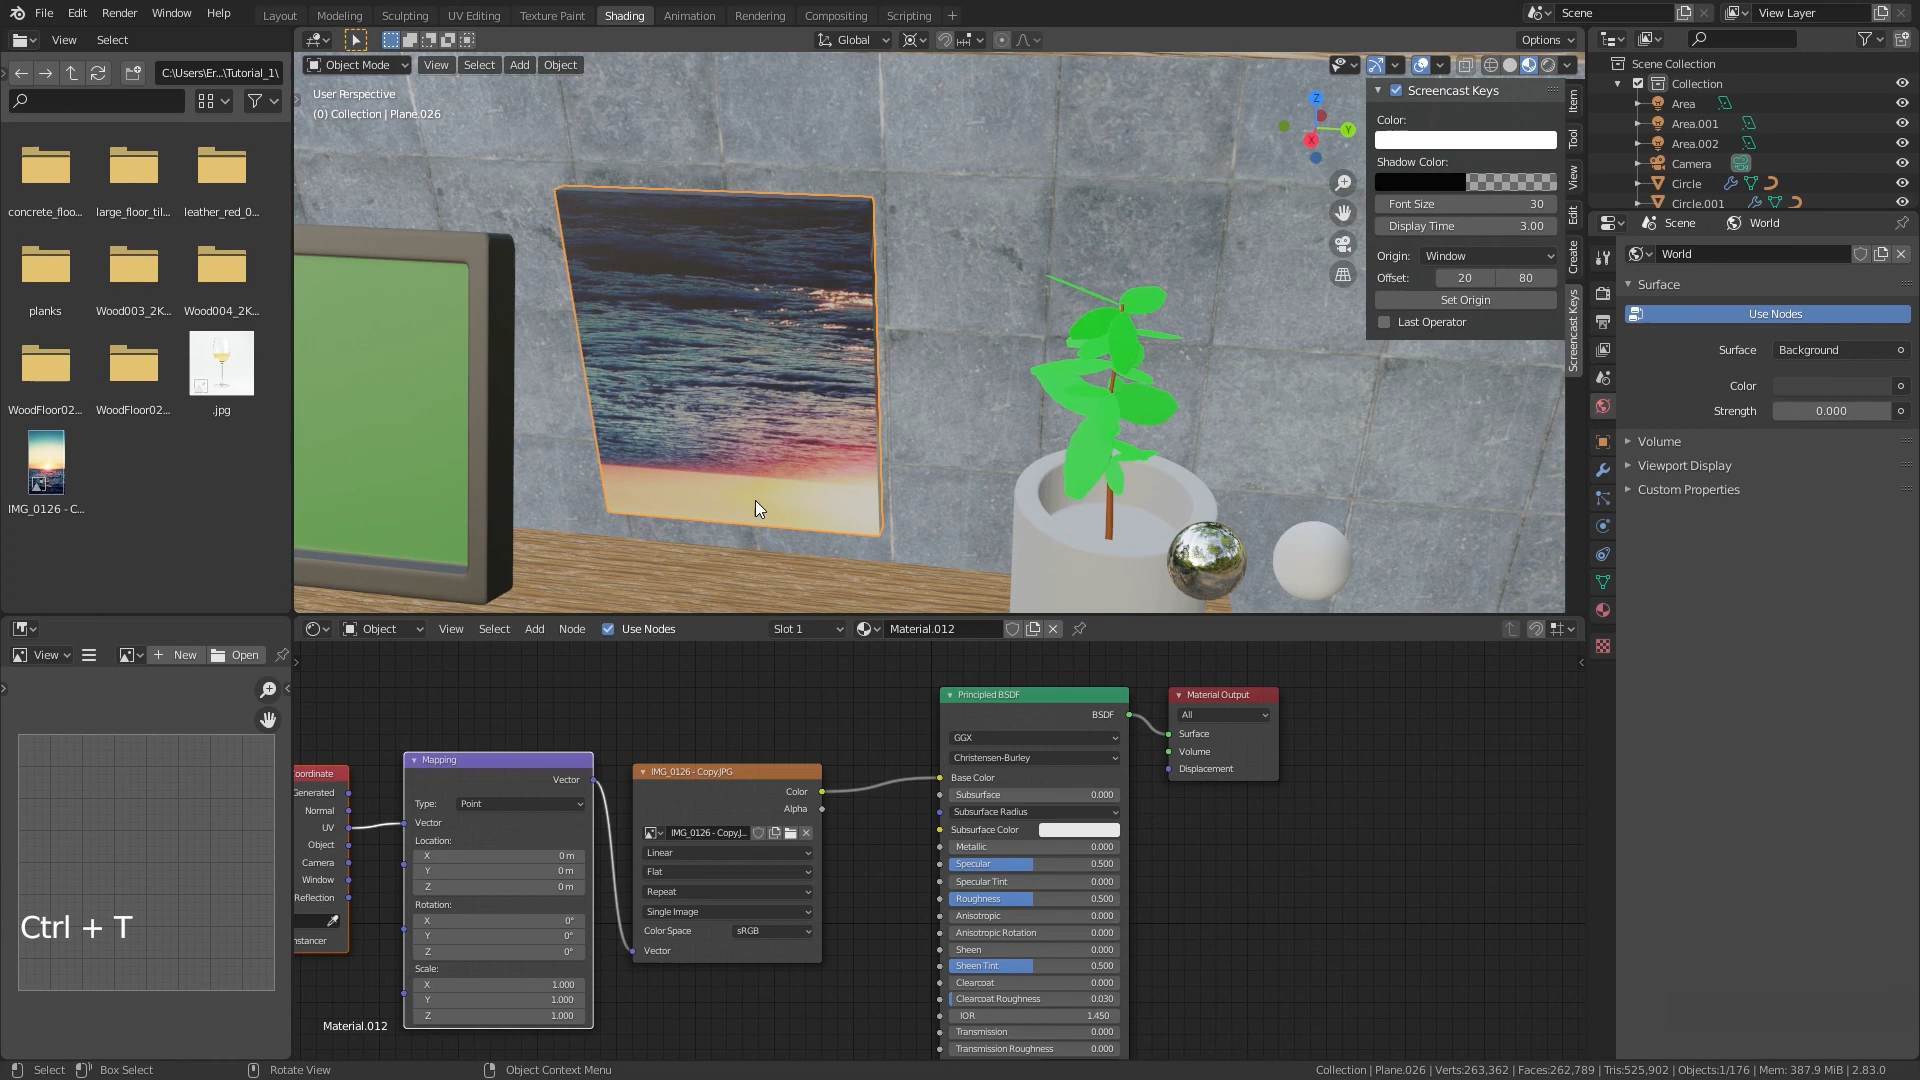 File Edit Render Window Help Layout Modeling Sculpting UV Editing Texture Paint Shading Animation Rendering Compositing Scripting + Scene View Layer
View Select Global Options
C:\Users\Er...\Tutorial_1\ Object Mode View Select Add Object
User Perspective
(0) Collection | Plane.026
concrete_floo... large_floor_til... leather_red_0...
planks Wood003_2K... Wood004_2K...
WoodFloor02... WoodFloor02... .jpg
IMG_0126 - C...
Z
Y
X
Screencast Keys
Color:
Shadow Color:
Font Size 30
Display Time 3.00
Origin: Window
Offset: 20 80
Set Origin
Last Operator
Item
Tool
View
Edit
Create
Screencast Keys
Scene Collection
Collection
Area
Area.001
Area.002
Camera
Circle
Circle.001
Scene World
World
Surface
Use Nodes
Surface Background
Color
Strength 0.000
Volume
Viewport Display
Custom Properties
View New Open
Ctrl + T
Object View Select Add Node Use Nodes Slot 1 Material.012
oordinate
Generated
Normal
UV
Object
Camera
Window
Reflection
nstancer
Mapping
Vector
Type: Point
Vector
Location:
X 0 m
Y 0 m
Z 0 m
Rotation:
X 0°
Y 0°
Z 0°
Scale:
X 1.000
Y 1.000
Z 1.000
Material.012
IMG_0126 - Copy.JPG
Color
Alpha
IMG_0126 - Copy.J...
Linear
Flat
Repeat
Single Image
Color Space sRGB
Vector
Principled BSDF
BSDF
GGX
Christensen-Burley
Base Color
Subsurface 0.000
Subsurface Radius
Subsurface Color
Metallic 0.000
Specular 0.500
Specular Tint 0.000
Roughness 0.500
Anisotropic 0.000
Anisotropic Rotation 0.000
Sheen 0.000
Sheen Tint 0.500
Clearcoat 0.000
Clearcoat Roughness 0.030
IOR 1.450
Transmission 0.000
Transmission Roughness 0.000
Material Output
All
Surface
Volume
Displacement
Select Box Select Rotate View Object Context Menu Collection | Plane.026 | Verts:263,362 | Faces:262,789 | Tris:525,902 | Objects:1/176 | Mem: 387.9 MiB | 2.83.0